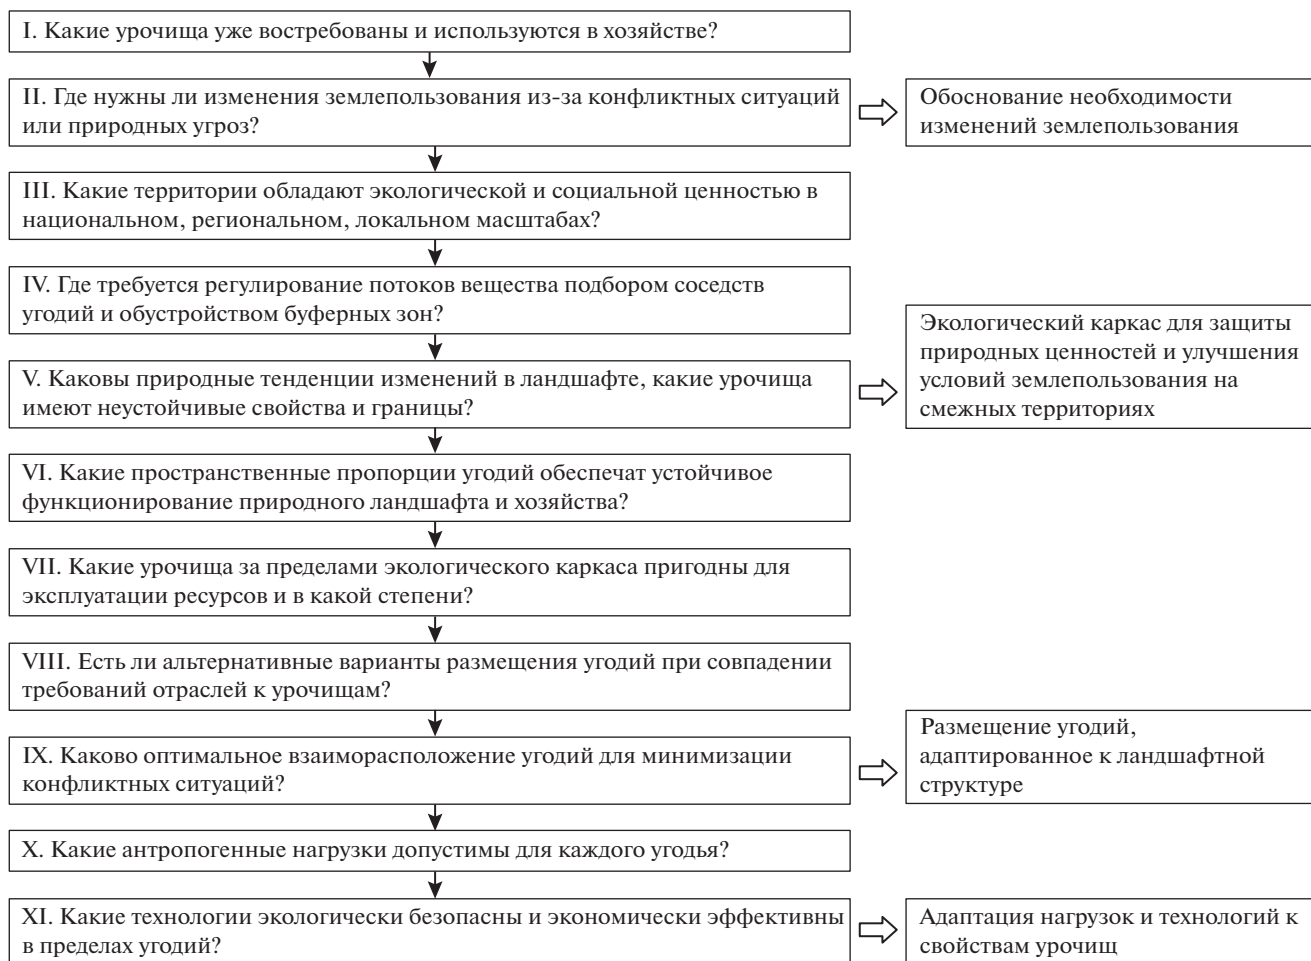 I. Какие урочища уже востребованы и используются в хозяйстве?
II. Где нужны ли изменения землепользования из-за конфликтных ситуаций
или природных угроз?
Обоснование необходимости
изменений землепользования
III. Какие территории обладают экологической и социальной ценностью в
национальном, региональном, локальном масштабах?
IV. Где требуется регулирование потоков вещества подбором соседств
угодий и обустройством буферных зон?
V. Каковы природные тенденции изменений в ландшафте, какие урочища
имеют неустойчивые свойства и границы?
Экологический каркас для защиты
природных ценностей и улучшения
условий землепользования на
смежных территориях
VI. Какие пространственные пропорции угодий обеспечат устойчивое
функционирование природного ландшафта и хозяйства?
VII. Какие урочища за пределами экологического каркаса пригодны для
эксплуатации ресурсов и в какой степени?
VIII. Есть ли альтернативные варианты размещения угодий при совпадении
требований отраслей к урочищам?
IX. Каково оптимальное взаиморасположение угодий для минимизации
конфликтных ситуаций?
Размещение угодий,
адаптированное к ландшафтной
структуре
X. Какие антропогенные нагрузки допустимы для каждого угодья?
XI. Какие технологии экологически безопасны и экономически эффективны
в пределах угодий?
Адаптация нагрузок и технологий к
свойствам урочищ